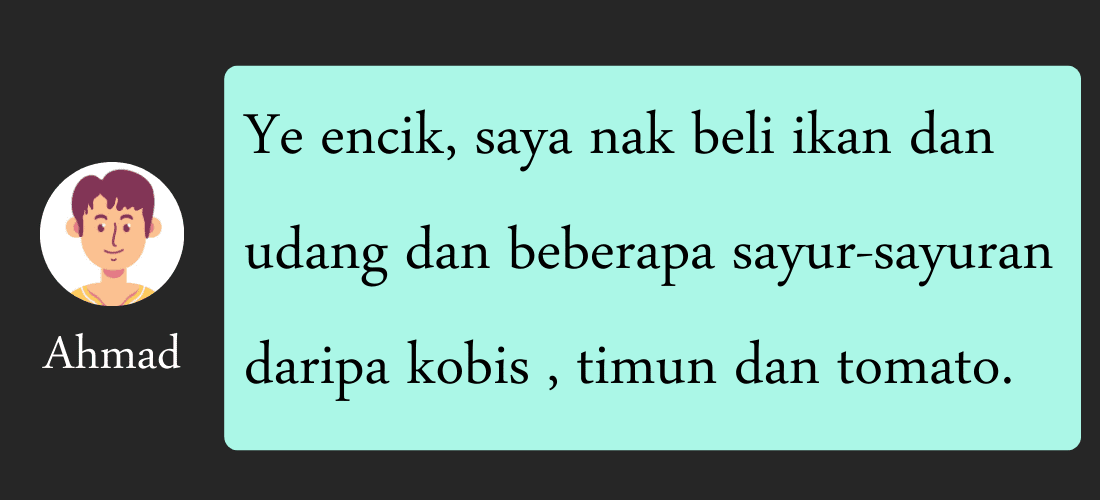 Ye encik, saya nak beli ikan dan
udang dan beberapa sayur-sayuran
daripa kobis , timun dan tomato.
Ahmad